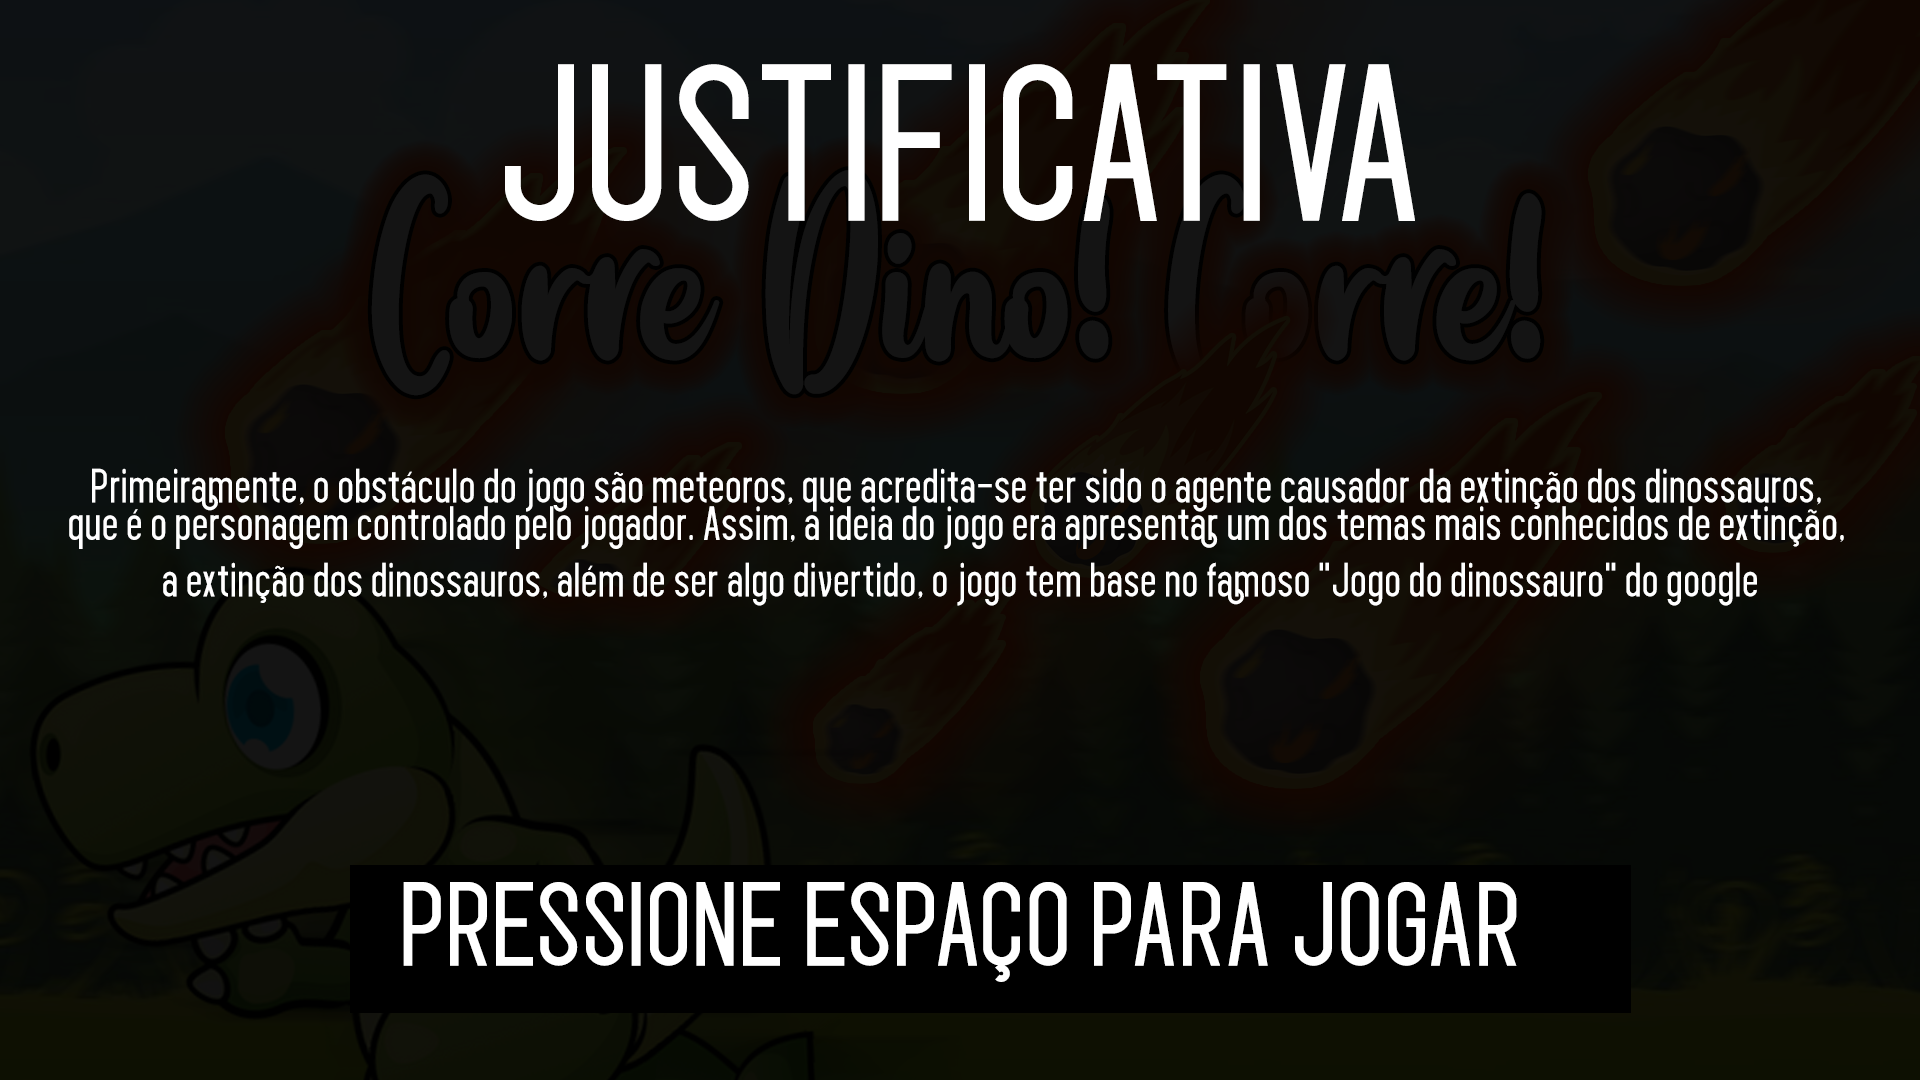 JUSTIFICATIVA
Corre Dino! Corre!
Primeiramente, o obstáculo do jogo são meteoros, que acredita-se ter sido o agente causador da extinção dos dinossauros,
que é o personagem controlado pelo jogador. Assim, a ideia do jogo era apresentar um dos temas mais conhecidos de extinção,
a extinção dos dinossauros, além de ser algo divertido, o jogo tem base no famoso "Jogo do dinossauro" do google
PRESSIONE ESPAÇO PARA JOGAR